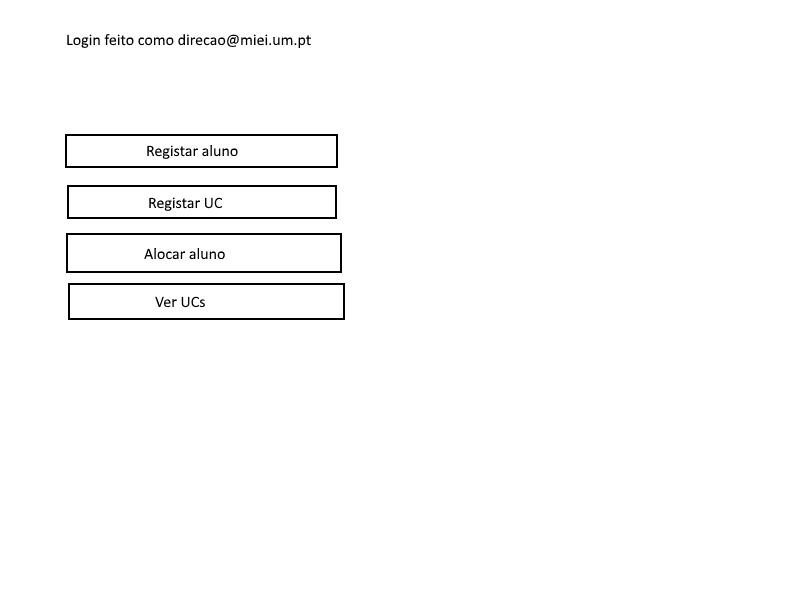 Login feito como direcao@miei.um.pt
Registar aluno
Registar UC
Alocar aluno
Ver UCs